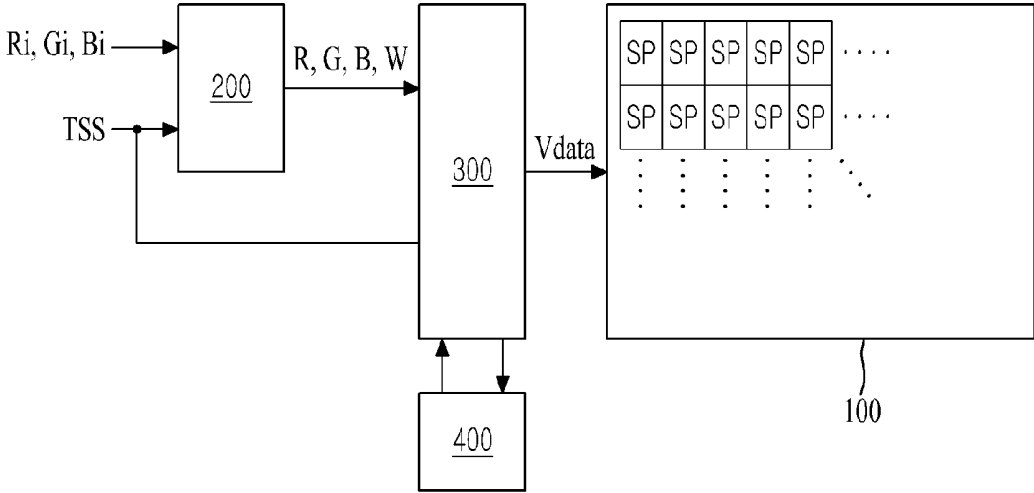 Ri, Gi, Bi
TSS
200
R, G, B, W
300
Vdata
SP SP SP SP SP ....
SP SP SP SP SP ....
400
100